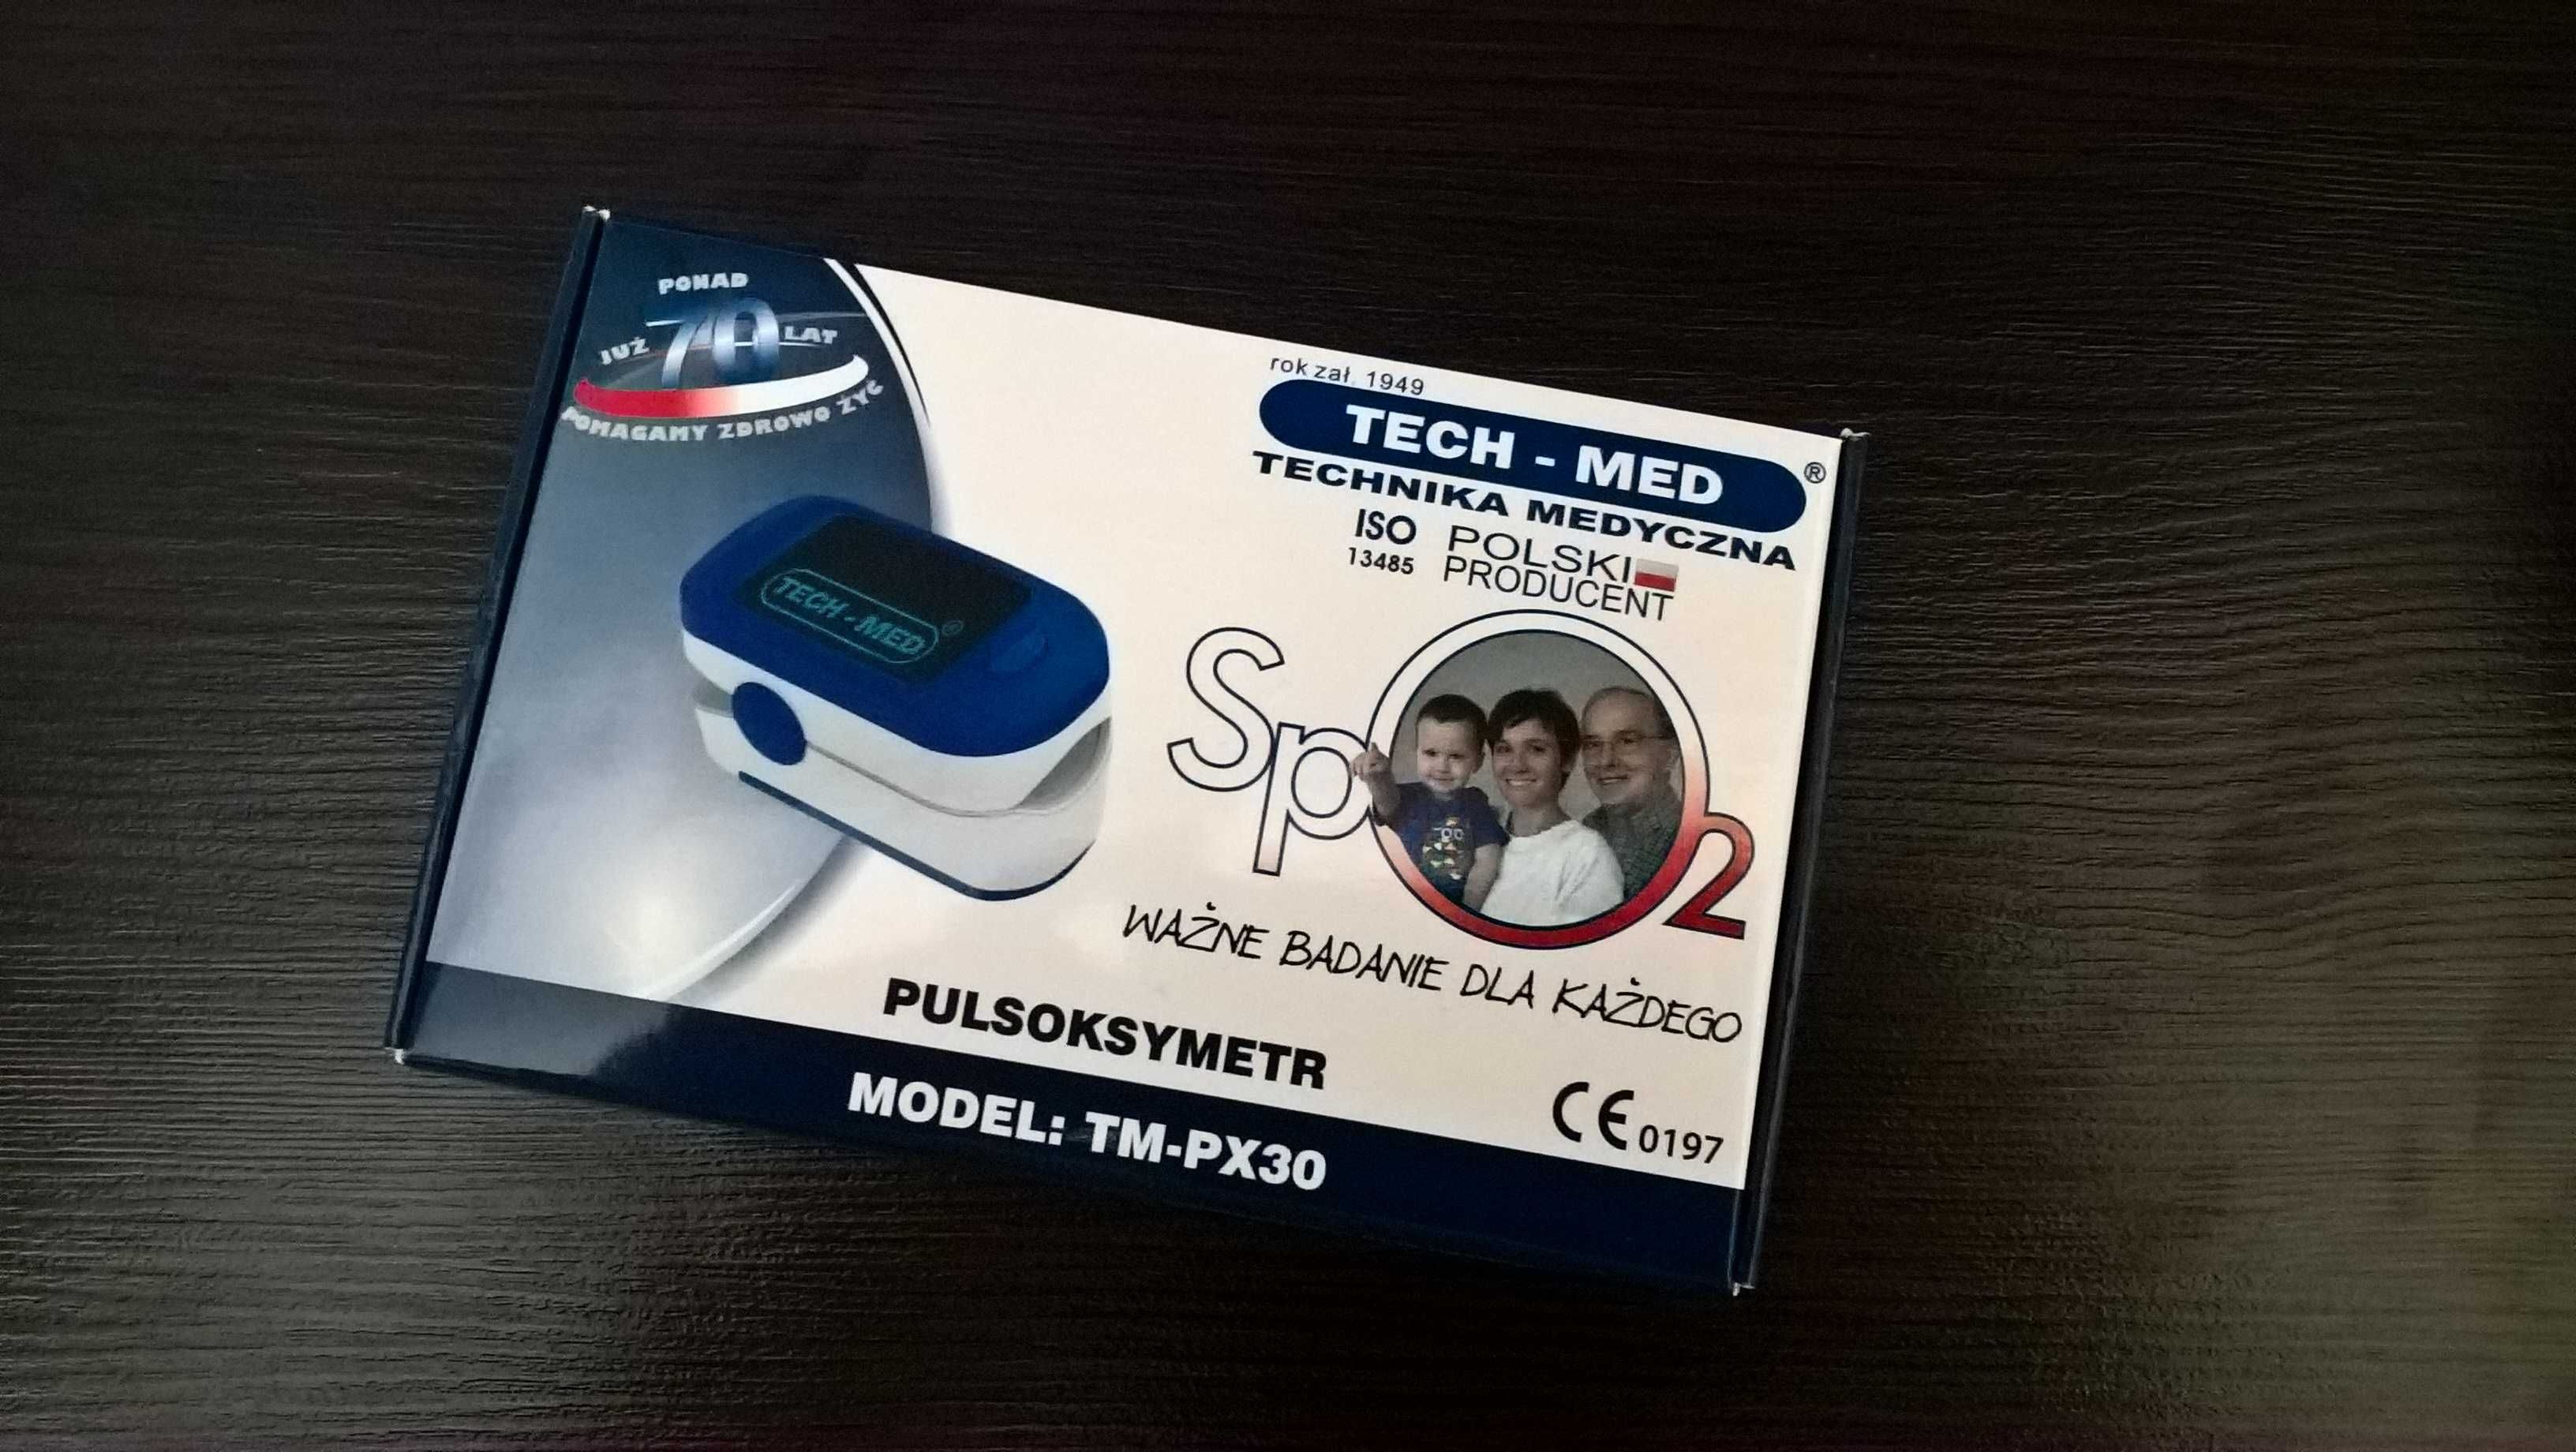 PONAD
JUŻ 70 LAT
POMAGAMY ZDROWO ŻYĆ
rok zał. 1949
TECH - MED ®
TECHNIKA MEDYCZNA
ISO
13485
POLSKI
PRODUCENT
TECH - MED ®
SpO2
WAŻNE BADANIE DLA KAŻDEGO
PULSOKSYMETR
MODEL: TM-PX30
CE 0197